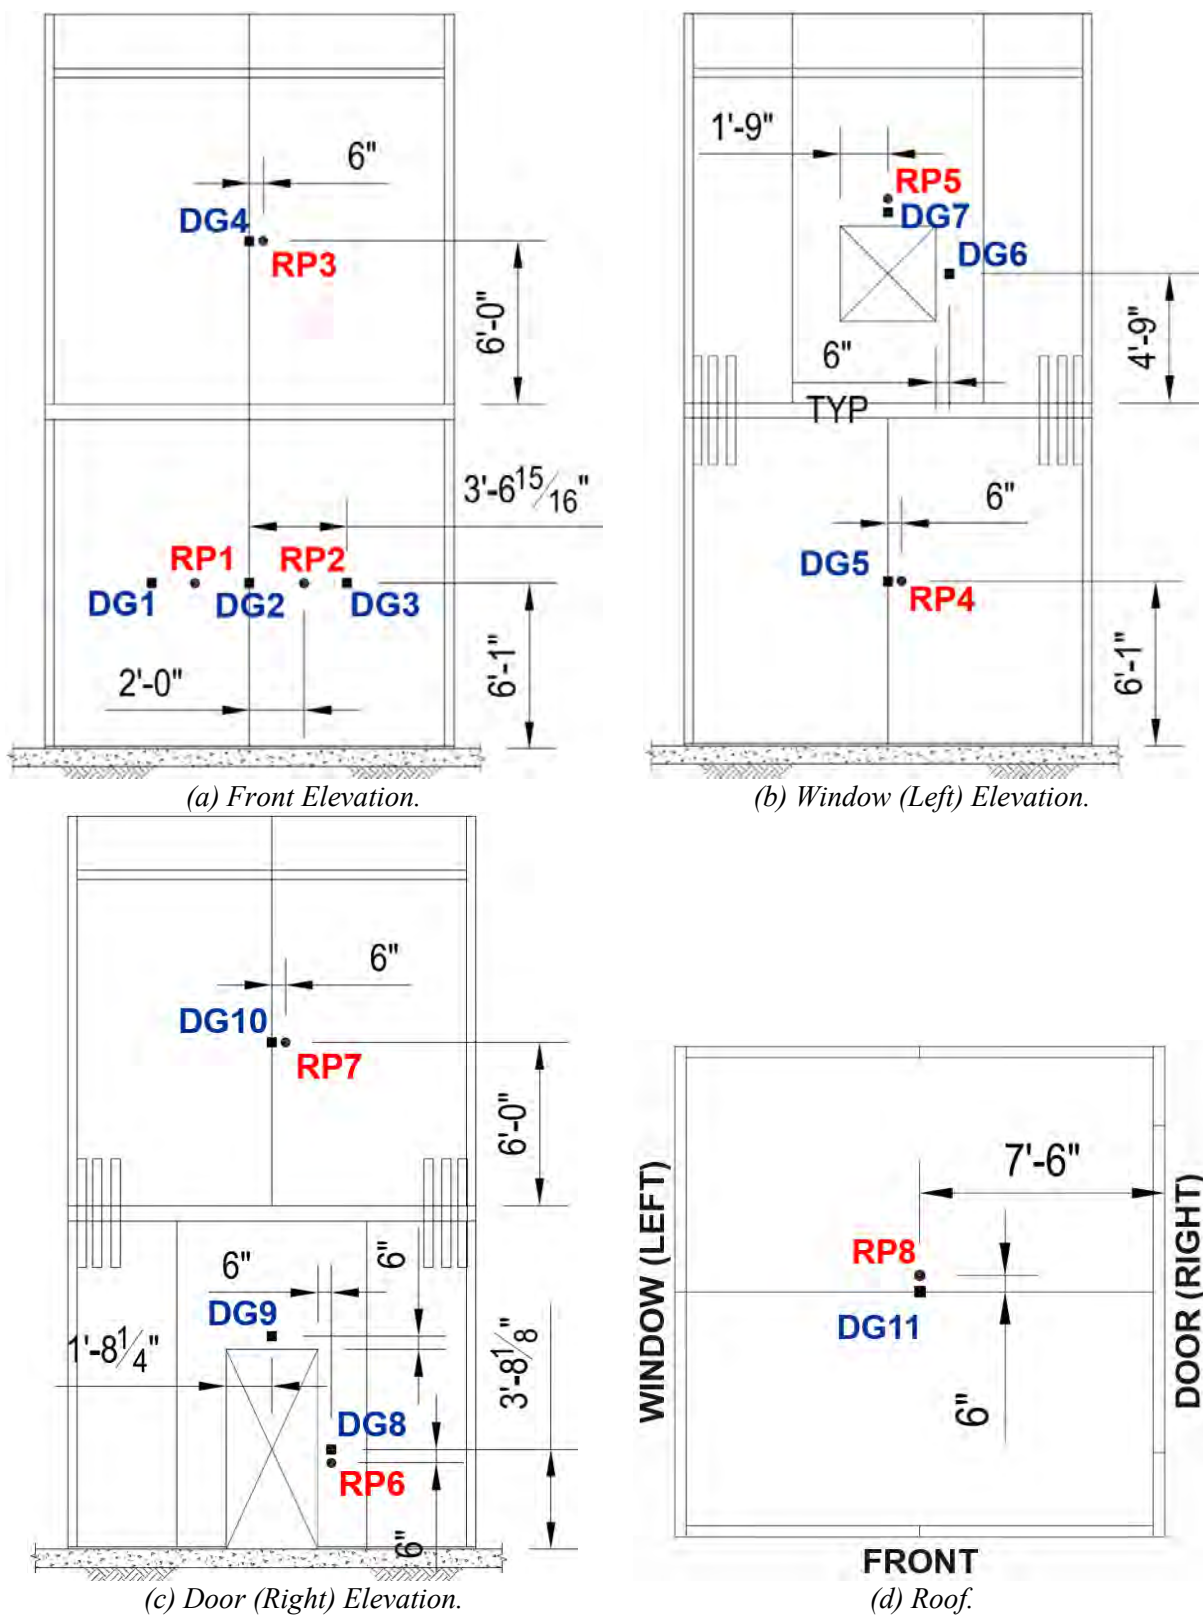 6"
DG4
RP3
6'-0"
3'-6 15/16"
RP1
RP2
DG1
DG2
DG3
2'-0"
6'-1"
(a) Front Elevation.
1'-9"
RP5
DG7
DG6
4'-9"
6"
TYP
6"
DG5
RP4
6'-1"
(b) Window (Left) Elevation.
6"
DG10
RP7
6'-0"
6"
6"
DG9
1'-8 1/4"
3'-8 1/8"
DG8
RP6
6"
(c) Door (Right) Elevation.
7'-6"
WINDOW (LEFT)
DOOR (RIGHT)
RP8
DG11
6"
FRONT
(d) Roof.